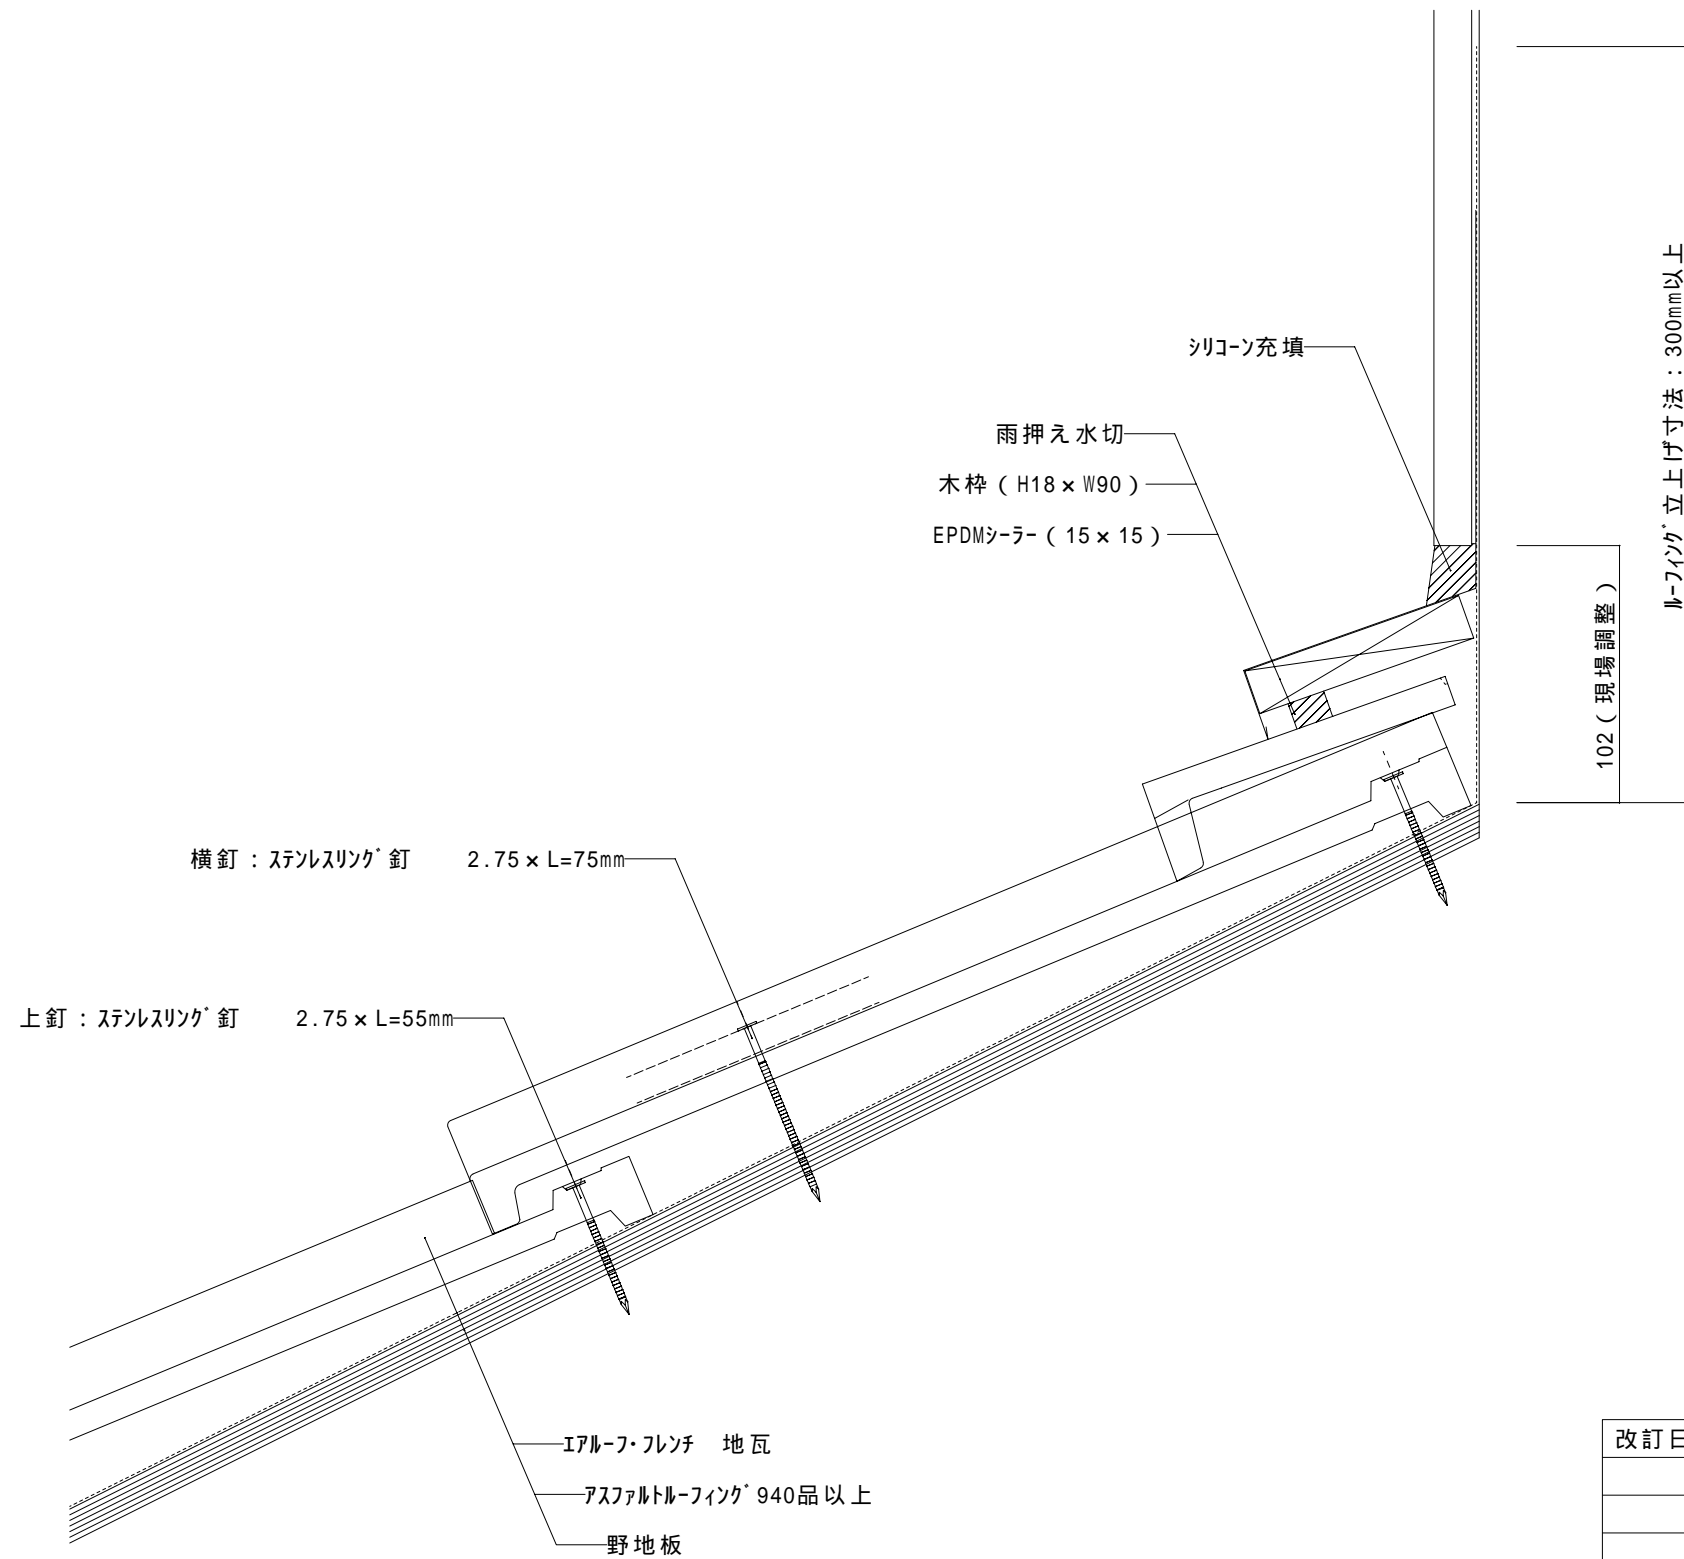 ルーフィング立上げ寸法：300mm以上
シリコーン充填
雨押え水切
木枠（H18×W90）
EPDMシーラー（15×15）
102（現場調整）
横釘：ステンレスリング釘　2.75×L=75mm
上釘：ステンレスリング釘　2.75×L=55mm
エアルーフ・フレンチ　地瓦
アスファルトルーフィング940品以上
野地板
改訂日